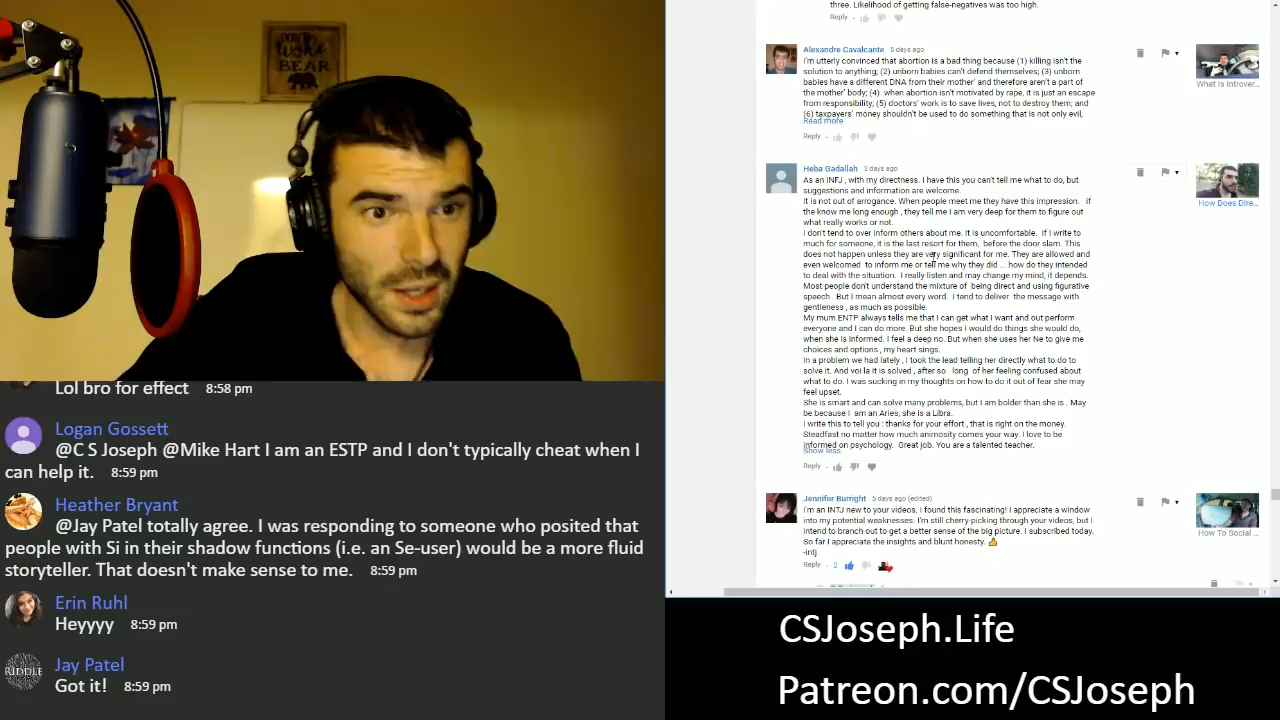 DON'T
Woke
THE
BEAR
Lol bro for effect 8:58 pm
Logan Gossett
@C S Joseph @Mike Hart I am an ESTP and I don't typically cheat when I
can help it. 8:59 pm
Heather Bryant
@Jay Patel totally agree. I was responding to someone who posited that
people with Si in their shadow functions (i.e. an Se-user) would be a more fluid
storyteller. That doesn't make sense to me. 8:59 pm
Erin Ruhl
Heyyyy 8:59 pm
RIDDLE
Jay Patel
Got it! 8:59 pm
three. Likelihood of getting false-negatives was too high.
Reply
Alexandre Cavalcante 5 days ago
I'm utterly convinced that abortion is a bad thing because (1) killing isn't the
solution to anything; (2) unborn babies can't defend themselves; (3) unborn
babies have a different DNA from their mother' and therefore aren't a part of
the mother' body; (4) when abortion isn't motivated by rape, it is just an escape
from responsibility; (5) doctors' work is to save lives, not to destroy them; and
(6) taxpayers' money shouldn't be used to do something that is not only evil,
Read more
Reply
What Is Introver...
Heba Gadallah 5 days ago
As an INFJ , with my directness. I have this you can't tell me what to do, but
suggestions and information are welcome.
It is not out of arrogance. When people meet me they have this impression. if
the know me long enough , they tell me I am very deep for them to figure out
what really works or not.
I don't tend to over inform others about me. It is uncomfortable. If I write to
much for someone, it is the last resort for them, before the door slam. This
does not happen unless they are very significant for me. They are allowed and
even welcomed to inform me or tell me why they did ... how do they intended
to deal with the situation. I really listen and may change my mind, it depends.
Most people don't understand the mixture of being direct and using figurative
speech But I mean almost every word. I tend to deliver the message with
gentleness , as much as possible.
My mum ENTP always tells me that I can get what I want and out perform
everyone and I can do more. But she hopes I would do things she would do,
when she is informed. I feel a deep no. But when she uses her Ne to give me
choices and options , my heart sings.
In a problem we had lately , I took the lead telling her directly what to do to
solve it. And voi la it is solved , after so long of her feeling confused about
what to do. I was sucking in my thoughts on how to do it out of fear she may
feel upset.
She is smart and can solve many problems, but I am bolder than she is . May
be because I am an Aries, she is a Libra.
I write this to tell you : thanks for your effort , that is right on the money.
Steadfast no matter how much animosity comes your way. I love to be
informed on psychology. Great job. You are a talented teacher.
Show less
Reply
How Does Dire...
Jennifer Burright 5 days ago (edited)
I'm an INTJ new to your videos. I found this fascinating! I appreciate a window
into my potential weaknesses. I'm still cherry-picking through your videos, but I
intend to branch out to get a better sense of the big picture. I subscribed today.
So far I appreciate the insights and blunt honesty. 👍
-intj
Reply 2
How To Social ...
CSJoseph.Life
Patreon.com/CSJoseph